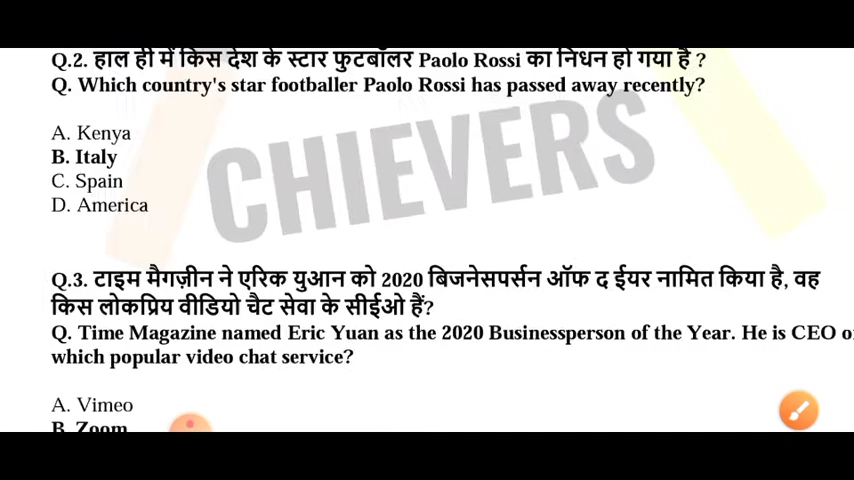 Q.2. हाल ही में किस देश के स्टार फुटबॉलर Paolo Rossi का निधन हो गया है ?
Q. Which country's star footballer Paolo Rossi has passed away recently?
A. Kenya
B. Italy
C. Spain
D. America
CHIEVERS
Q.3. टाइम मैगज़ीन ने एरिक युआन को 2020 बिजनेसपर्सन ऑफ द ईयर नामित किया है, वह
किस लोकप्रिय वीडियो चैट सेवा के सीईओ हैं?
Q. Time Magazine named Eric Yuan as the 2020 Businessperson of the Year. He is CEO o
which popular video chat service?
A. Vimeo
B. Zoom